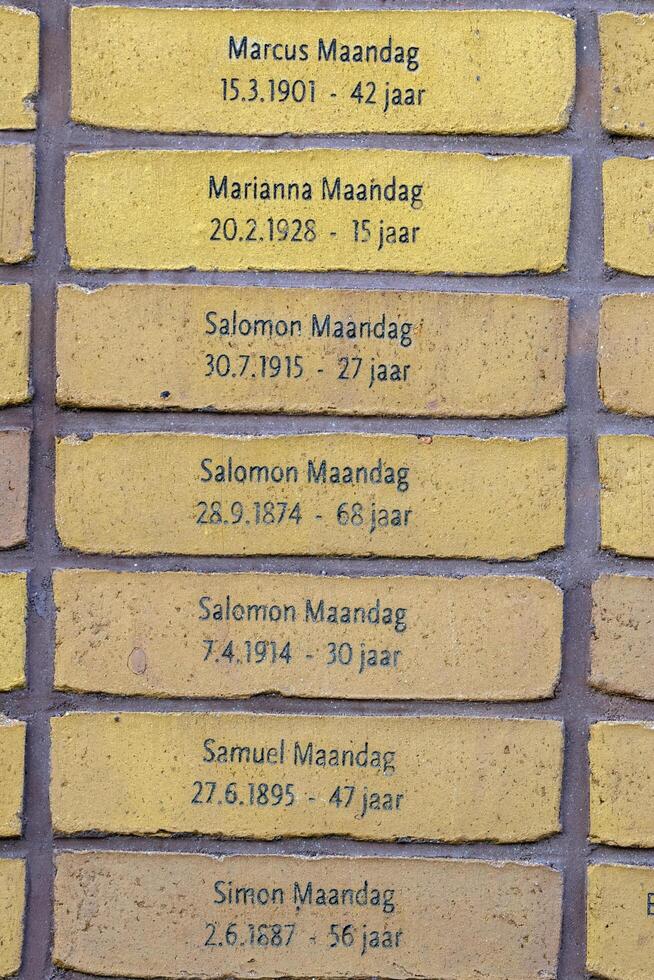 Marcus Maandag
15.3.1901 - 42 jaar
Marianna Maandag
20.2.1928 - 15 jaar
Salomon Maandag
30.7.1915 - 27 jaar
Salomon Maandag
28.9.1874 - 68 jaar
Salomon Maandag
7.4.1914 - 30 jaar
Samuel Maandag
27.6.1895 - 47 jaar
Simon Maandag
2.6.1887 - 56 jaar